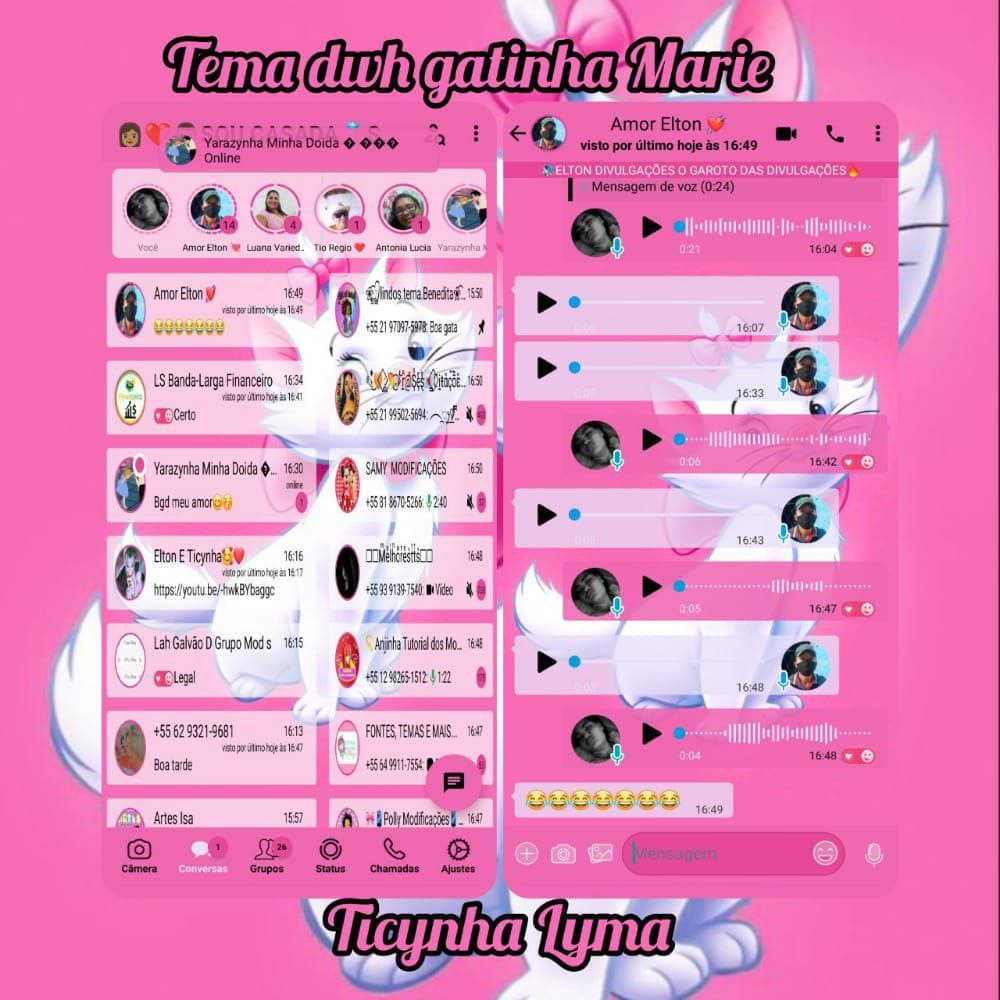 Tema dwh gatinha Marie
SOU CASADA
Yarazynha Minha Doida
Online
Você
Amor Elton 💘 14
Luana Varied.. 4
Tio Regio ❤️ 1
Antonia Lucia 1
Yarazynha M
Amor Elton 💘 16:49
visto por último hoje às 16:49
😂😂😂😂😂😂
LS Banda-Larga Financeiro 16:34
visto por último hoje às 16:41
Certo
Yarazynha Minha Doida �... 16:30
online
Bgd meu amor😊😚 1
Elton E Ticynha🥰❤️ 16:16
visto por último hoje às 16:17
https://youtu.be/-hwkBYbaggc
Lah Galvão D Grupo Mod s 16:15
Legal
+55 62 9321-9681 16:13
visto por último hoje às 16:47
Boa tarde
Artes Isa 15:57
lindos.tema.Benedita 15:50
+55 21 97097-5978: Boa gata
16:50
+55 21 99502-5694:
SAMY MODIFICAÇÕES 16:50
+55 81 8670-5266: 2:40
Melhorestts 16:48
+55 93 9139-7540: Vídeo
Anjinha Tutorial dos Mo... 16:48
+55 12 98265-1512: 1:22
FONTES, TEMAS E MAIS... 16:47
+55 64 9911-7554:
Polly Modificações 16:47
Câmera
Conversas 1
Grupos 26
Status
Chamadas
Ajustes
Amor Elton 💘
visto por último hoje às 16:49
ELTON DIVULGAÇÕES O GAROTO DAS DIVULGAÇÕES🔥
Mensagem de voz (0:24)
0:21 16:04
16:07
16:33
0:06 16:42
16:43
0:05 16:47
16:48
0:04 16:48
😂😂😂😂😂😂😂 16:49
Mensagem
Ticynha Lyma